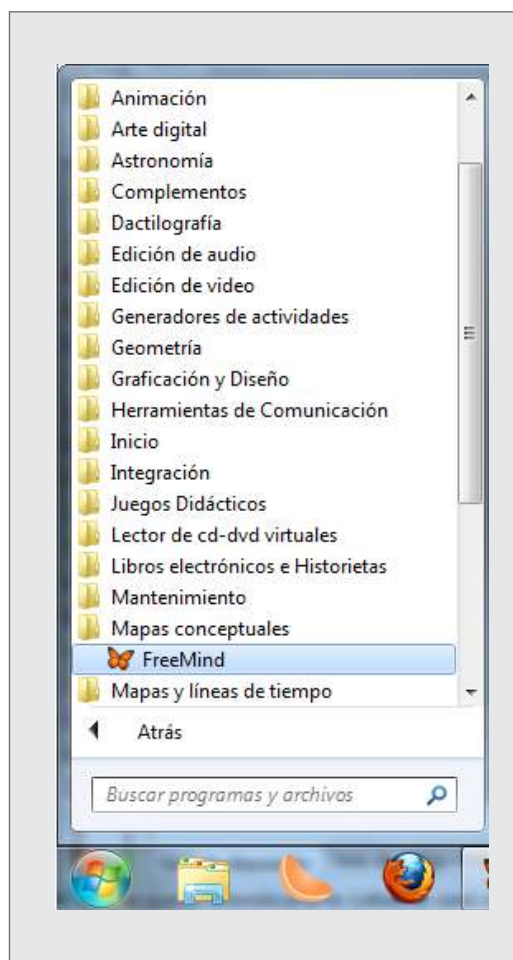 Animación
Arte digital
Astronomía
Complementos
Dactilografía
Edición de audio
Edición de video
Generadores de actividades
Geometría
Graficación y Diseño
Herramientas de Comunicación
Inicio
Integración
Juegos Didácticos
Lector de cd-dvd virtuales
Libros electrónicos e Historietas
Mantenimiento
Mapas conceptuales
FreeMind
Mapas y líneas de tiempo
Atrás
Buscar programas y archivos